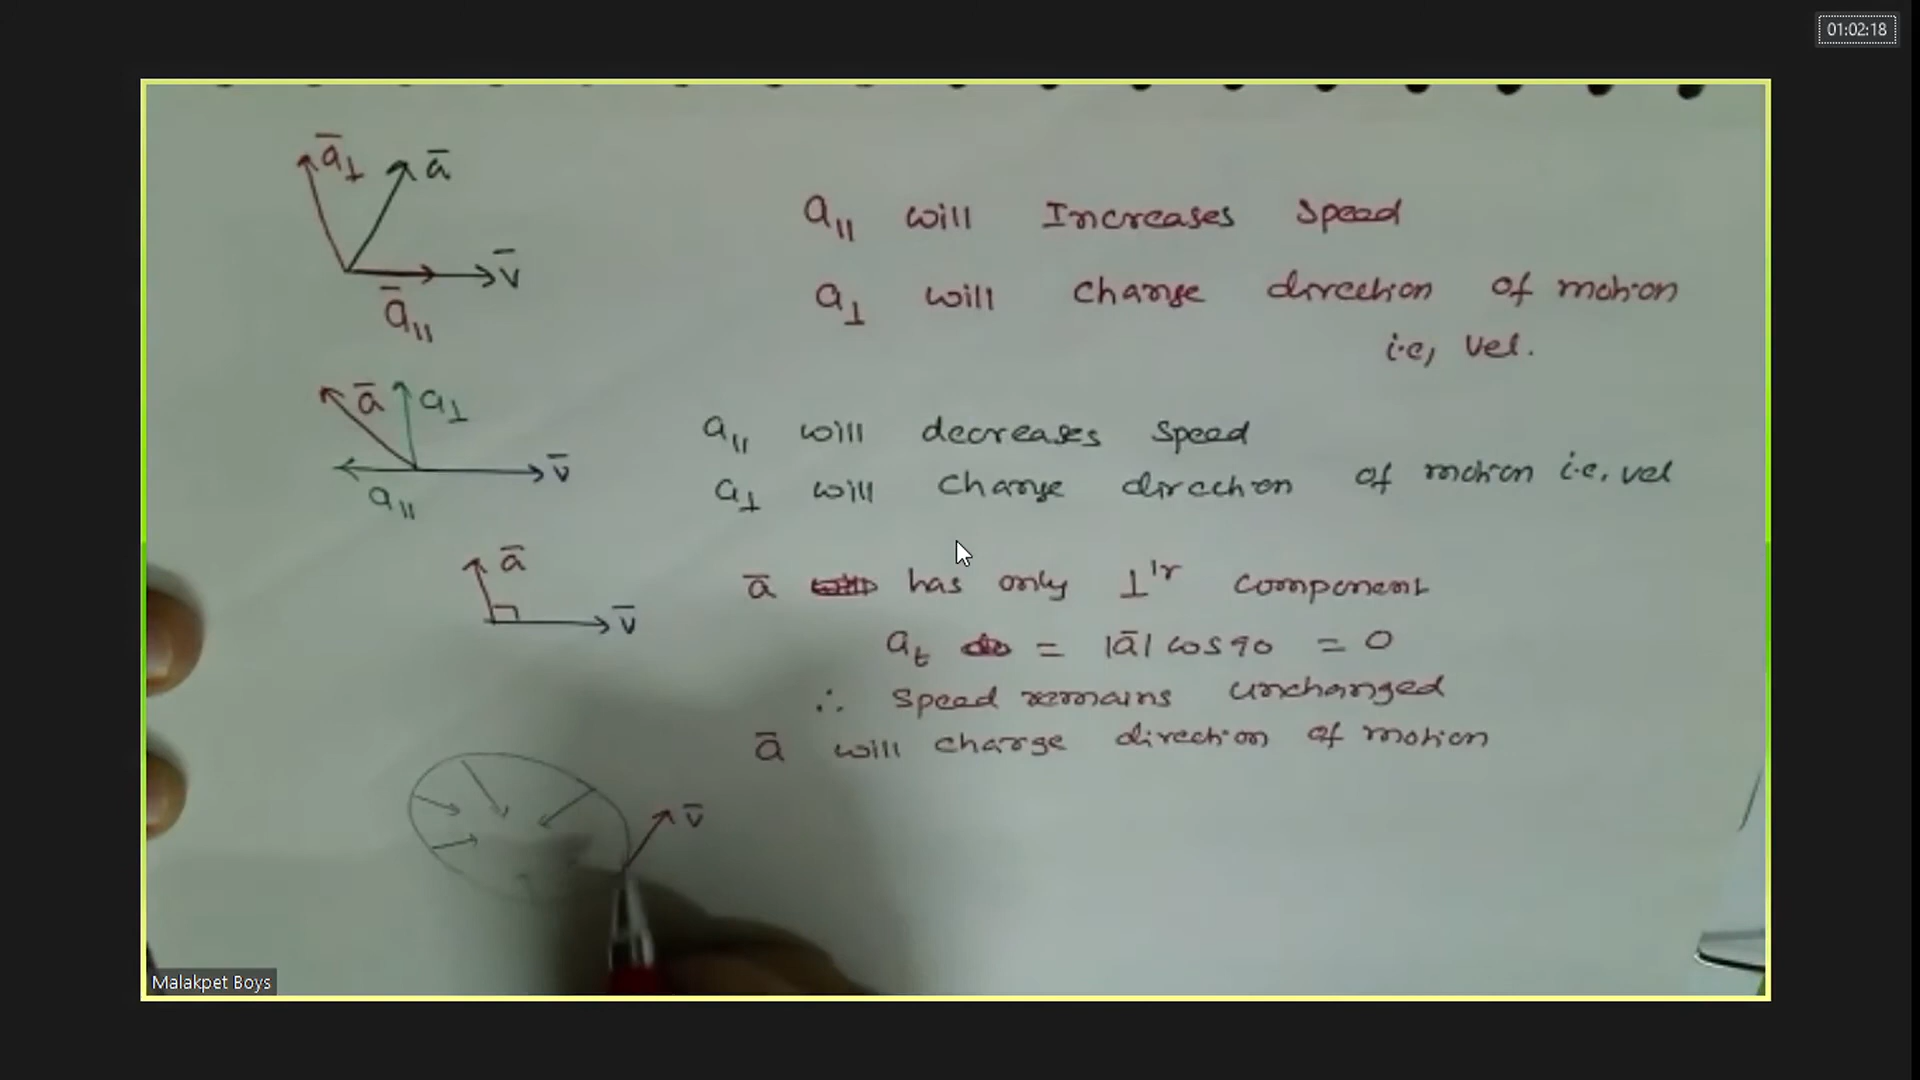 01:02:18
a̅⊥ a̅
v̅
a̅||
a|| will Increases speed
a⊥ will change direction of motion
i.e, vel.
a̅ a⊥
v̅
a||
a|| will decreases speed
a⊥ will change direction of motion i.e, vel
a̅
v̅
a̅ has only ⊥'r component
at = |a̅| cos 90 = 0
∴ speed remains unchanged
a̅ will change direction of motion
v̅
Malakpet Boys